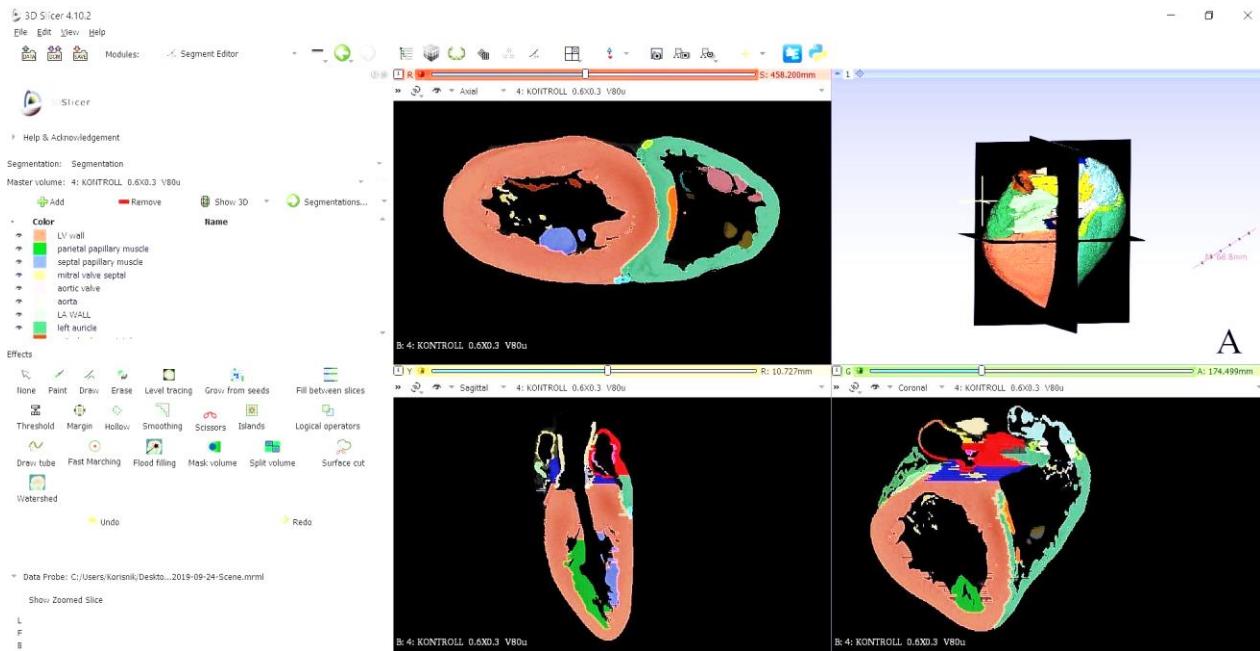 3D Slicer 4.10.2
File Edit View Help
DATA DCM SAVE Modules: Segment Editor
3DSlicer
Help & Acknowledgement
Segmentation: Segmentation
Master volume: 4: KONTROLL 0.6X0.3 V80u
Add Remove Show 3D Segmentations...
Color Name
LV wall
parietal papillary muscle
septal papillary muscle
mitral valve septal
aortic valve
aorta
LA WALL
left auricle
Effects
None Paint Draw Erase Level tracing Grow from seeds Fill between slices
Threshold Margin Hollow Smoothing Scissors Islands Logical operators
Draw tube Fast Marching Flood filling Mask volume Split volume Surface cut
Watershed
Undo Redo
Data Probe: C:/Users/Korisnik/Deskto...2019-09-24-Scene.mrml
Show Zoomed Slice
L
F
B
R S: 458.200mm
Axial 4: KONTROLL 0.6X0.3 V80u
B: 4: KONTROLL 0.6X0.3 V80u
1
A
Y R: 10.727mm
Sagittal 4: KONTROLL 0.6X0.3 V80u
B: 4: KONTROLL 0.6X0.3 V80u
G A: 174.499mm
Coronal 4: KONTROLL 0.6X0.3 V80u
B: 4: KONTROLL 0.6X0.3 V80u